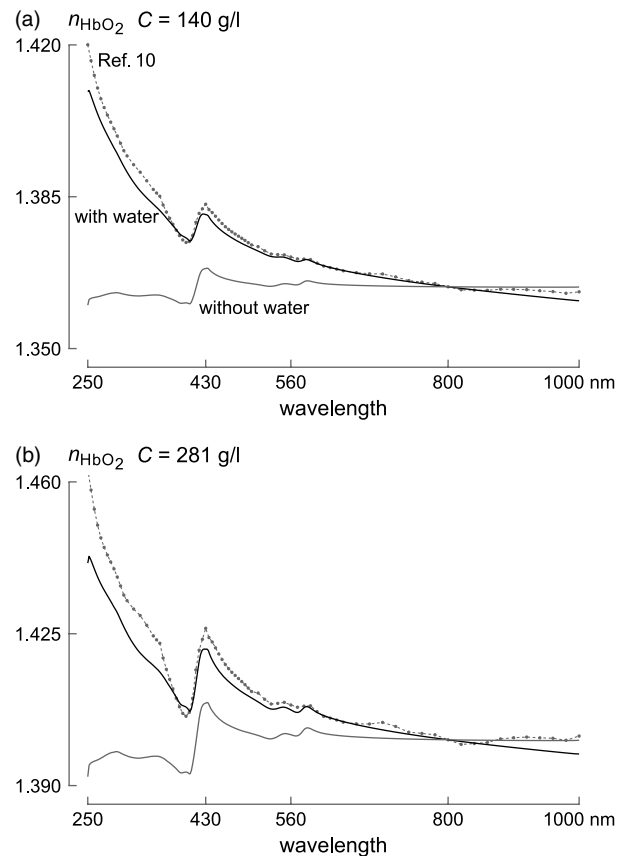 (a) nHbO2 C = 140 g/l
1.420
Ref. 10
1.385
with water
without water
1.350
250 430 560 800 1000 nm
wavelength
(b) nHbO2 C = 281 g/l
1.460
1.425
1.390
250 430 560 800 1000 nm
wavelength